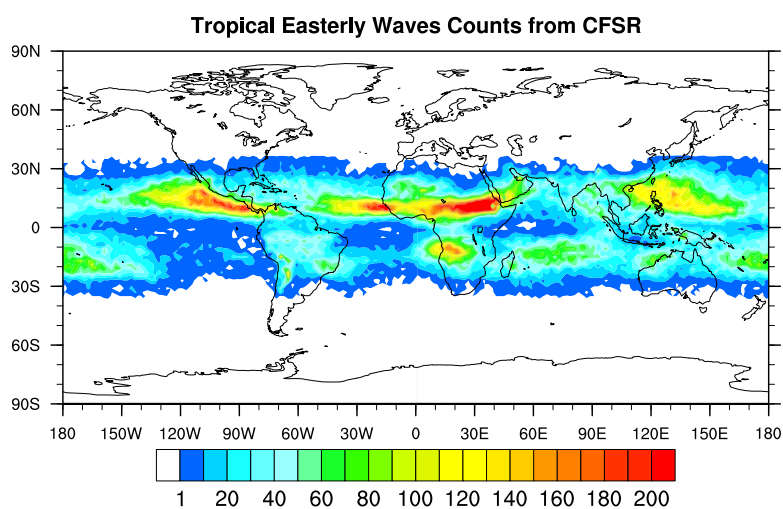 Tropical Easterly Waves Counts from CFSR
90N
60N
30N
0
30S
60S
90S
180 150W 120W 90W 60W 30W 0 30E 60E 90E 120E 150E 180
1 20 40 60 80 100 120 140 160 180 200